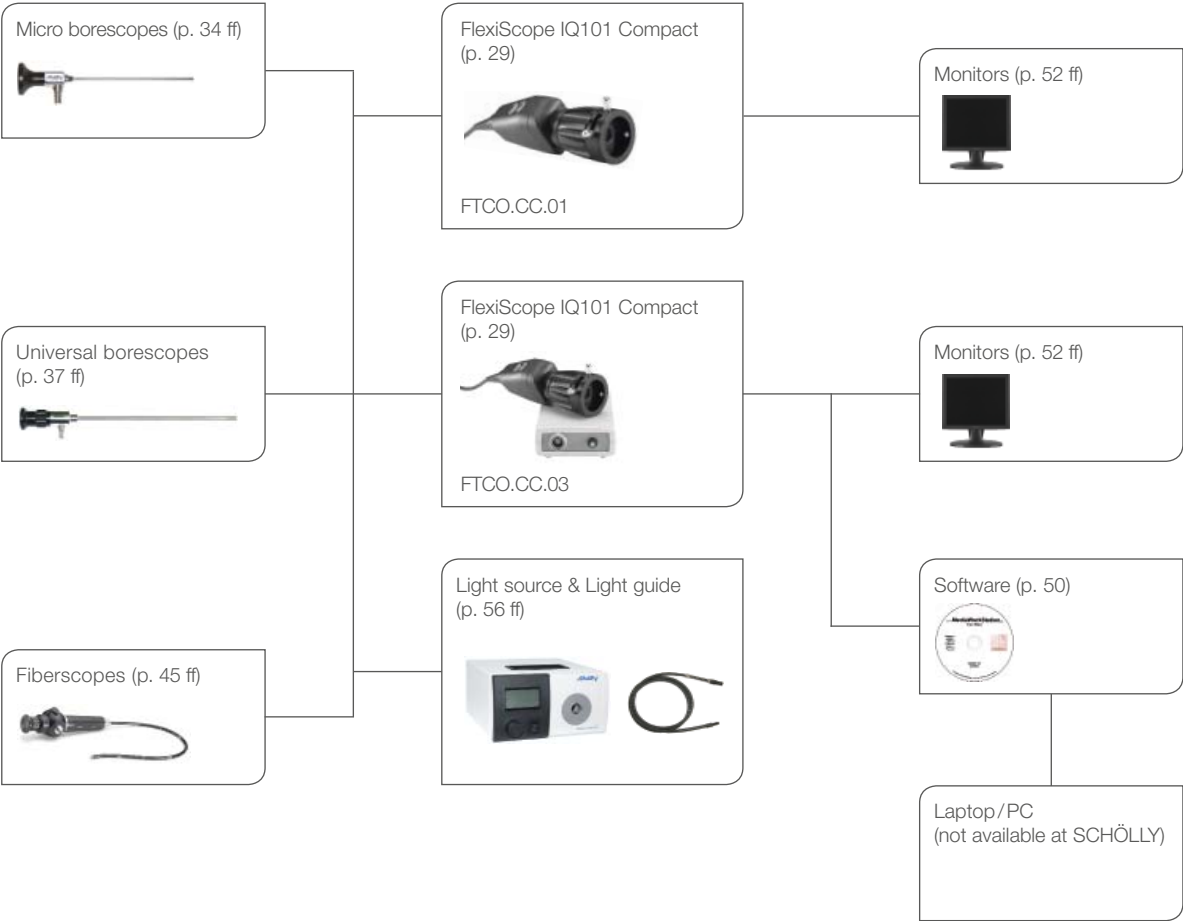 Micro borescopes (p. 34 ff)
FlexiScope IQ101 Compact
(p. 29)
FTCO.CC.01
Monitors (p. 52 ff)
Universal borescopes
(p. 37 ff)
FlexiScope IQ101 Compact
(p. 29)
FTCO.CC.03
Monitors (p. 52 ff)
Fiberscopes (p. 45 ff)
Light source & Light guide
(p. 56 ff)
Software (p. 50)
Laptop/PC
(not available at SCHÖLLY)